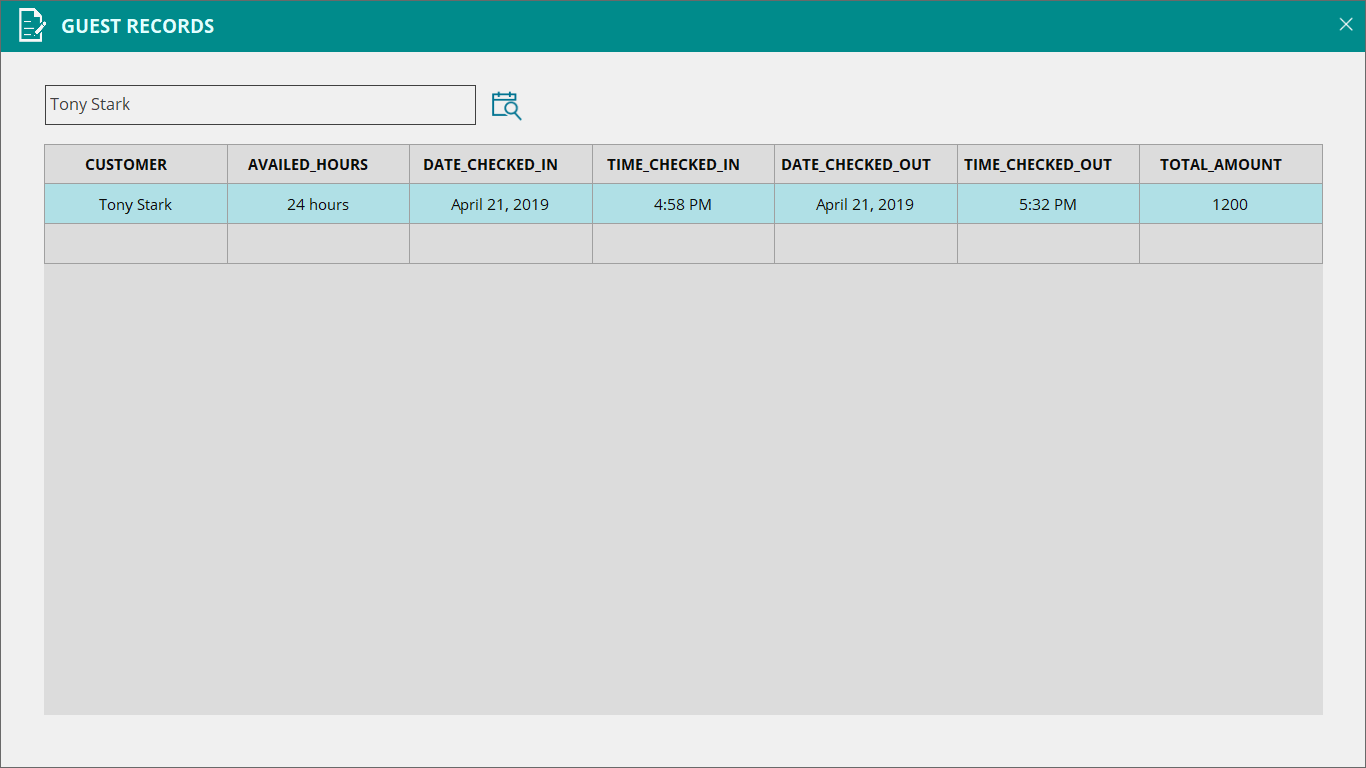 GUEST RECORDS
Tony Stark
CUSTOMER AVAILED_HOURS DATE_CHECKED_IN TIME_CHECKED_IN DATE_CHECKED_OUT TIME_CHECKED_OUT TOTAL_AMOUNT
Tony Stark 24 hours April 21, 2019 4:58 PM April 21, 2019 5:32 PM 1200